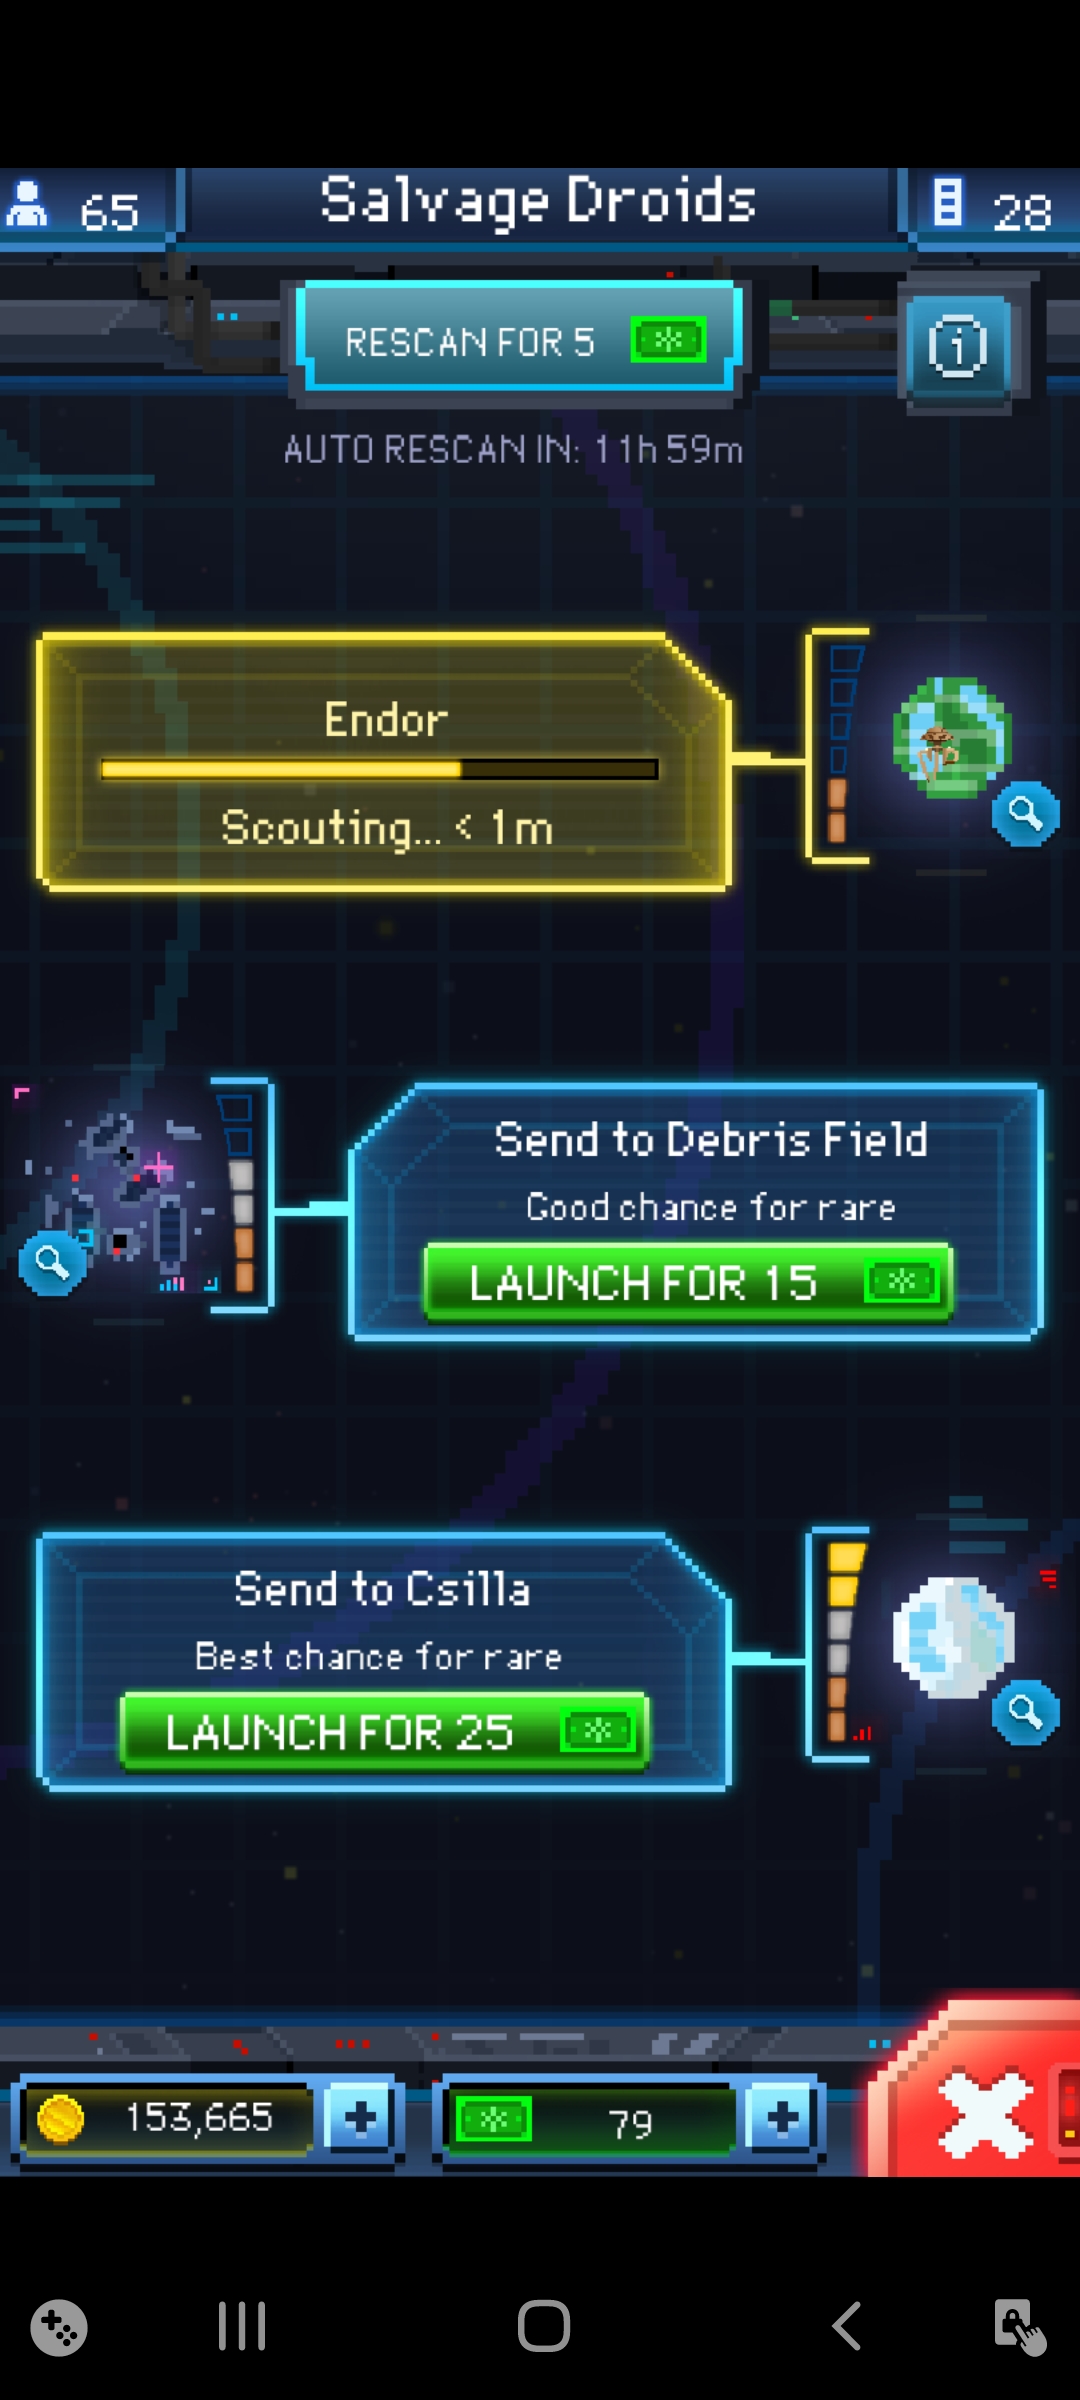 65
Salvage Droids
28
RESCAN FOR 5
i
AUTO RESCAN IN: 11h 59m
Endor
Scouting... < 1m
Send to Debris Field
Good chance for rare
LAUNCH FOR 15
Send to Csilla
Best chance for rare
LAUNCH FOR 25
153,665
79